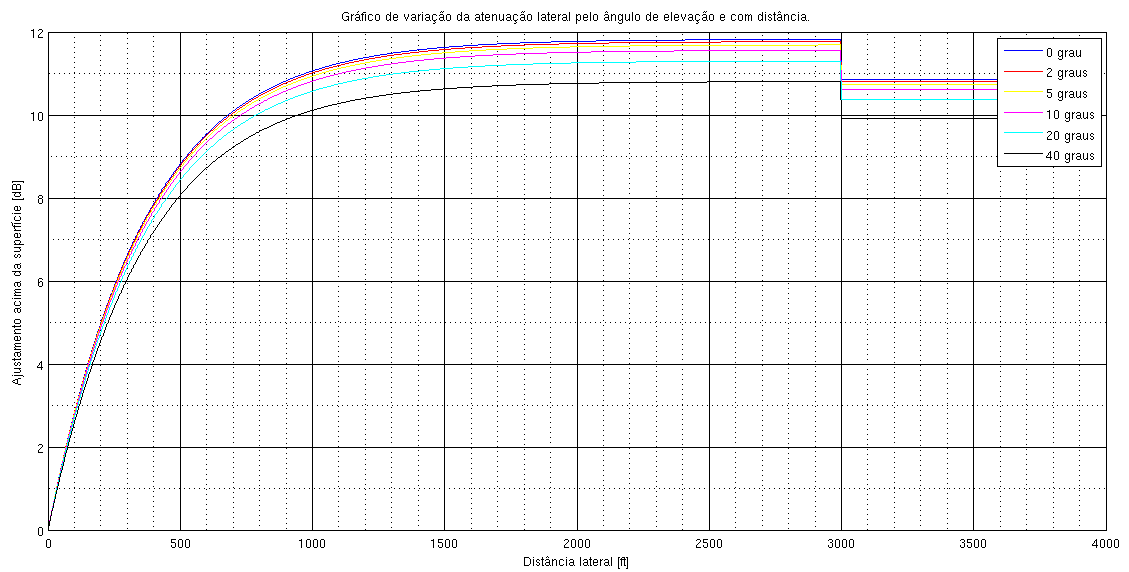 Gráfico de variação da atenuação lateral pelo ângulo de elevação e com distância.
12
10
8
6
4
2
0
Ajustamento acima da superfície [dB]
0 grau
2 graus
5 graus
10 graus
20 graus
40 graus
0 500 1000 1500 2000 2500 3000 3500 4000
Distância lateral [ft]